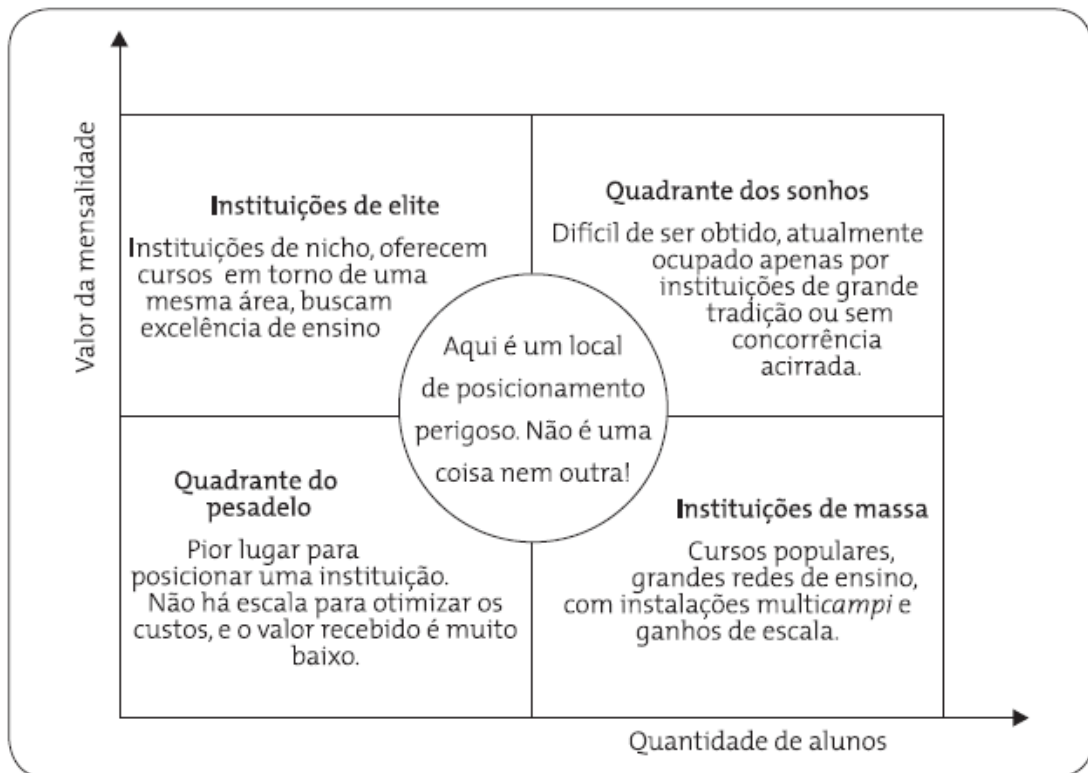 Valor da mensalidade
Instituições de elite
Instituições de nicho, oferecem
cursos em torno de uma
mesma área, buscam
excelência de ensino
Quadrante dos sonhos
Difícil de ser obtido, atualmente
ocupado apenas por
instituições de grande
tradição ou sem
concorrência
acirrada.
Aqui é um local
de posicionamento
perigoso. Não é uma
coisa nem outra!
Quadrante do
pesadelo
Pior lugar para
posicionar uma instituição.
Não há escala para otimizar os
custos, e o valor recebido é muito
baixo.
Instituições de massa
Cursos populares,
grandes redes de ensino,
com instalações multicampi e
ganhos de escala.
Quantidade de alunos